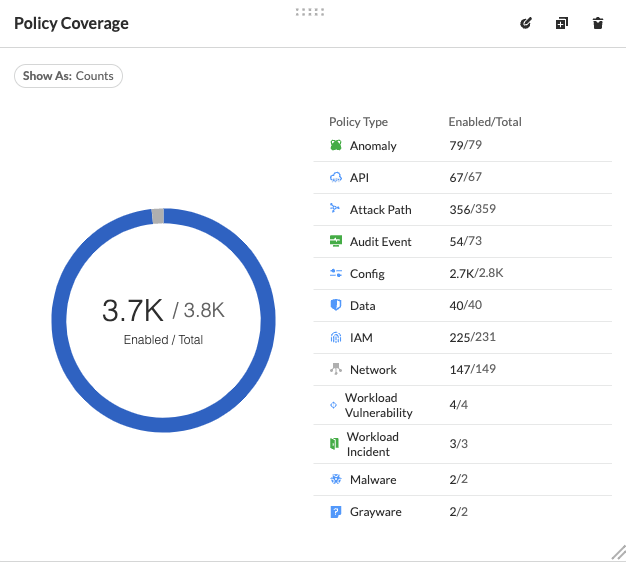 Policy Coverage
Show As: Counts
Policy Type Enabled/Total
Anomaly 79/79
API 67/67
Attack Path 356/359
Audit Event 54/73
Config 2.7K/2.8K
Data 40/40
IAM 225/231
Network 147/149
Workload
Vulnerability 4/4
Workload
Incident 3/3
Malware 2/2
Grayware 2/2
3.7K / 3.8K
Enabled / Total